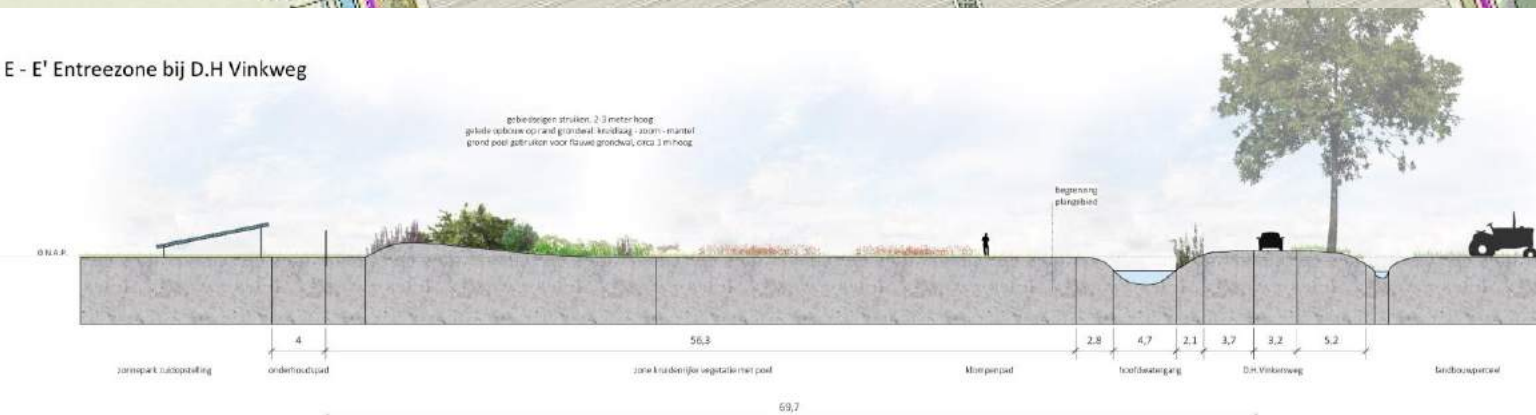 E - E' Entreezone bij D.H Vinkweg
gebiedseigen struiken, 2-3 meter hoog
gelede opbouw op rand grondwal: kruidlaag - zoom - mantel
grond poel gebruiken voor flauwe grondwal, circa 1 m hoog
begrenzing
plangebied
0 N.A.P.
4 56,3 2.8 4,7 2.1 3,7 3,2 5,2
zonnepark zuidopstelling onderhoudspad zone kruidenrijke vegetatie met poel klompenpad hoofdwatergang D.H. Vinkenweg landbouwperceel
69,7